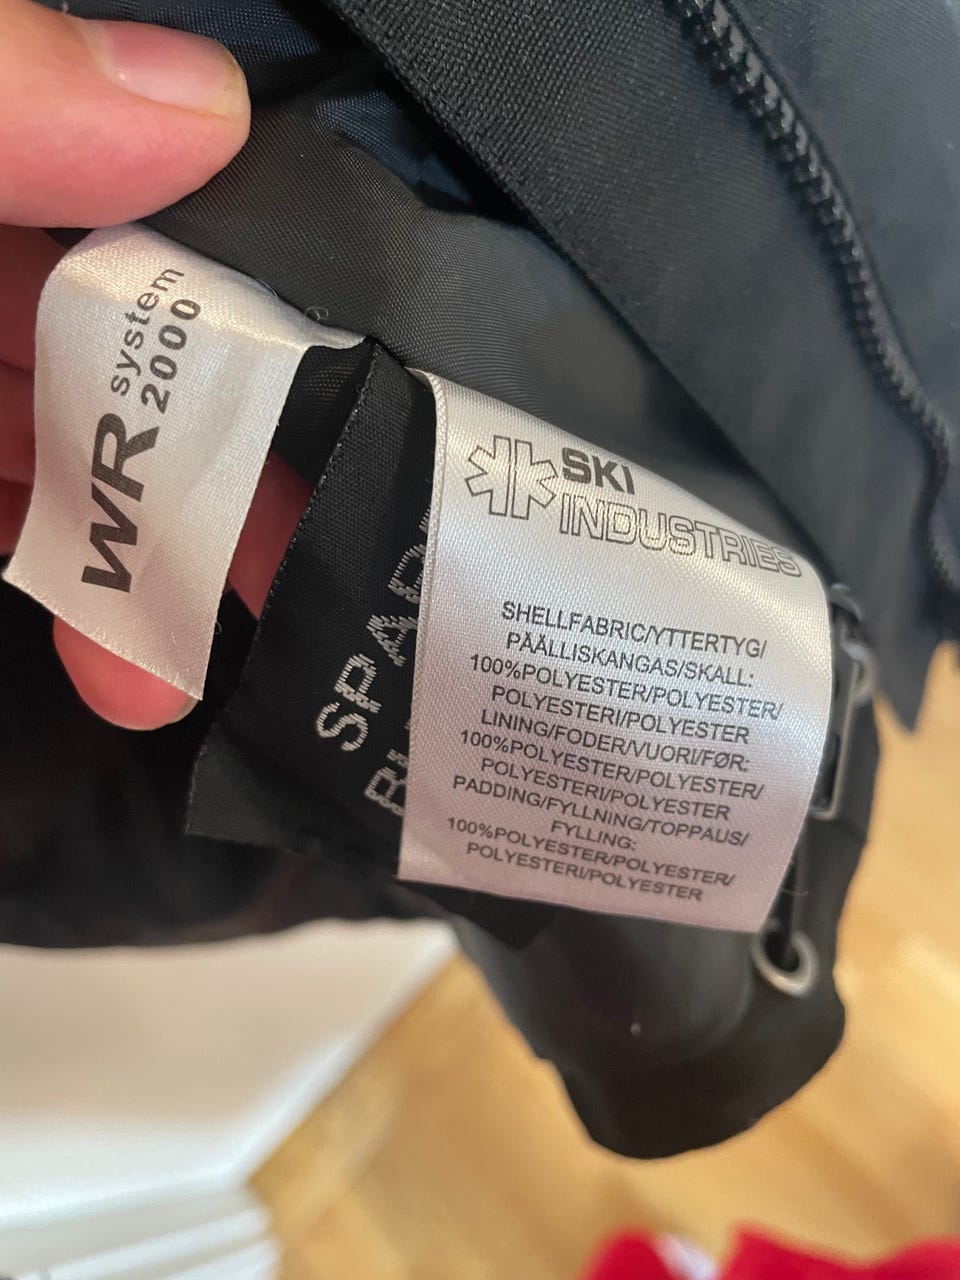 WR system
2000
SKI
INDUSTRIES
SHELLFABRIC/YTTERTYG/
PÄÄLLISKANGAS/SKALL:
100%POLYESTER/POLYESTER/
POLYESTERI/POLYESTER
LINING/FODER/VUORI/FØR:
100%POLYESTER/POLYESTER/
POLYESTERI/POLYESTER
PADDING/FYLLNING/TOPPAUS/
FYLLING:
100%POLYESTER/POLYESTER/
POLYESTERI/POLYESTER